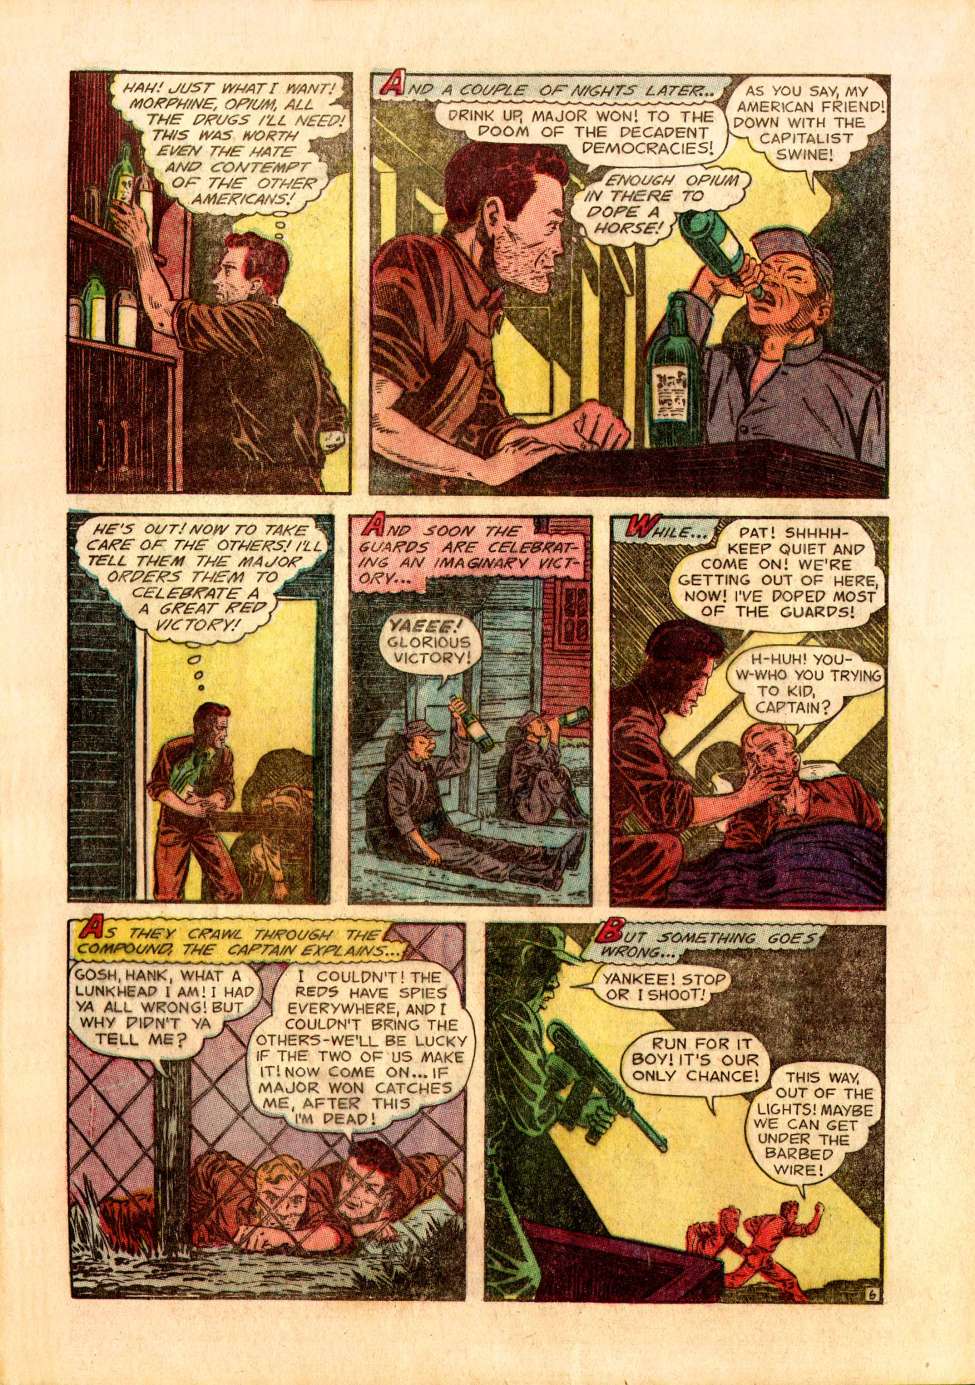 HAH! JUST WHAT I WANT!
MORPHINE, OPIUM, ALL
THE DRUGS I'LL NEED!
THIS WAS WORTH
EVEN THE HATE
AND CONTEMPT
OF THE OTHER
AMERICANS!
AND A COUPLE OF NIGHTS LATER...
DRINK UP, MAJOR WON! TO THE
DOOM OF THE DECADENT
DEMOCRACIES!
AS YOU SAY, MY
AMERICAN FRIEND!
DOWN WITH THE
CAPITALIST
SWINE!
ENOUGH OPIUM
IN THERE TO
DOPE A
HORSE!
HE'S OUT! NOW TO TAKE
CARE OF THE OTHERS! I'LL
TELL THEM THE MAJOR
ORDERS THEM TO
CELEBRATE A
A GREAT RED
VICTORY!
AND SOON THE
GUARDS ARE CELEBRAT-
ING AN IMAGINARY VICT-
ORY...
YAEEE!
GLORIOUS
VICTORY!
WHILE...
PAT! SHHHH-
KEEP QUIET AND
COME ON! WE'RE
GETTING OUT OF HERE,
NOW! I'VE DOPED MOST
OF THE GUARDS!
H-HUH! YOU-
W-WHO YOU TRYING
TO KID,
CAPTAIN?
AS THEY CRAWL THROUGH THE
COMPOUND, THE CAPTAIN EXPLAINS...
GOSH, HANK, WHAT A
LUNKHEAD I AM! I HAD
YA ALL WRONG! BUT
WHY DIDN'T YA
TELL ME?
I COULDN'T! THE
REDS HAVE SPIES
EVERYWHERE, AND I
COULDN'T BRING THE
OTHERS-WE'LL BE LUCKY
IF THE TWO OF US MAKE
IT! NOW COME ON... IF
MAJOR WON CATCHES
ME, AFTER THIS
I'M DEAD!
BUT SOMETHING GOES
WRONG...
YANKEE! STOP
OR I SHOOT!
RUN FOR IT
BOY! IT'S OUR
ONLY CHANCE!
THIS WAY,
OUT OF THE
LIGHTS! MAYBE
WE CAN GET
UNDER THE
BARBED
WIRE!
6